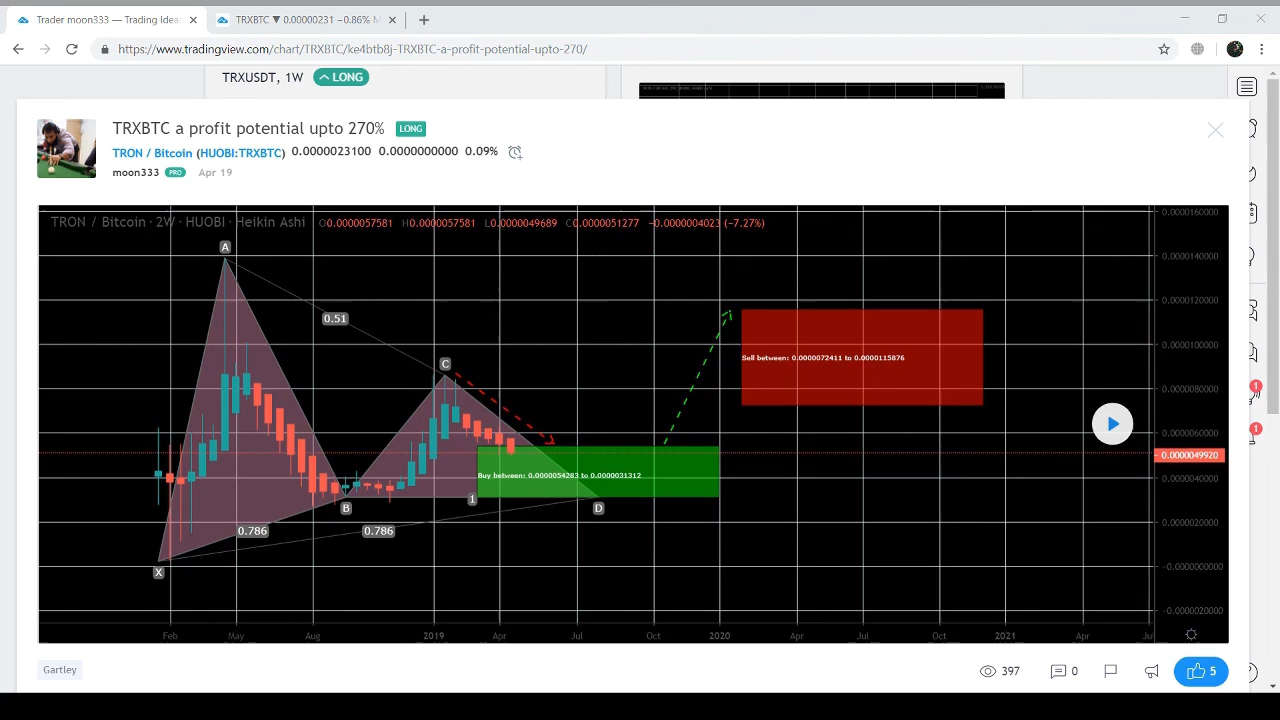 Trader moon333 — Trading Ideas
TRXBTC ▼ 0.00000231 −0.86%
https://www.tradingview.com/chart/TRXBTC/ke4btb8j-TRXBTC-a-profit-potential-upto-270/
TRXUSDT, 1W LONG
TRXBTC a profit potential upto 270% LONG
TRON / Bitcoin (HUOBI:TRXBTC) 0.0000023100 0.0000000000 0.09%
moon333 PRO Apr 19
TRON / Bitcoin · 2W · HUOBI · Heikin Ashi O0.0000057581 H0.0000057581 L0.0000049689 C0.0000051277 −0.0000004023 (−7.27%)
0.0000160000
A
0.0000140000
0.0000120000
0.51
0.0000100000
Sell between: 0.0000072411 to 0.0000115876
C
0.0000080000
0.0000060000
0.0000049920
Buy between: 0.0000054283 to 0.0000031312
0.0000040000
1
B
D
0.0000020000
0.786
0.786
X
−0.0000000000
−0.0000020000
Feb May Aug 2019 Apr Jul Oct 2020 Apr Jul Oct 2021 Apr
Gartley
397
0
5
1
1